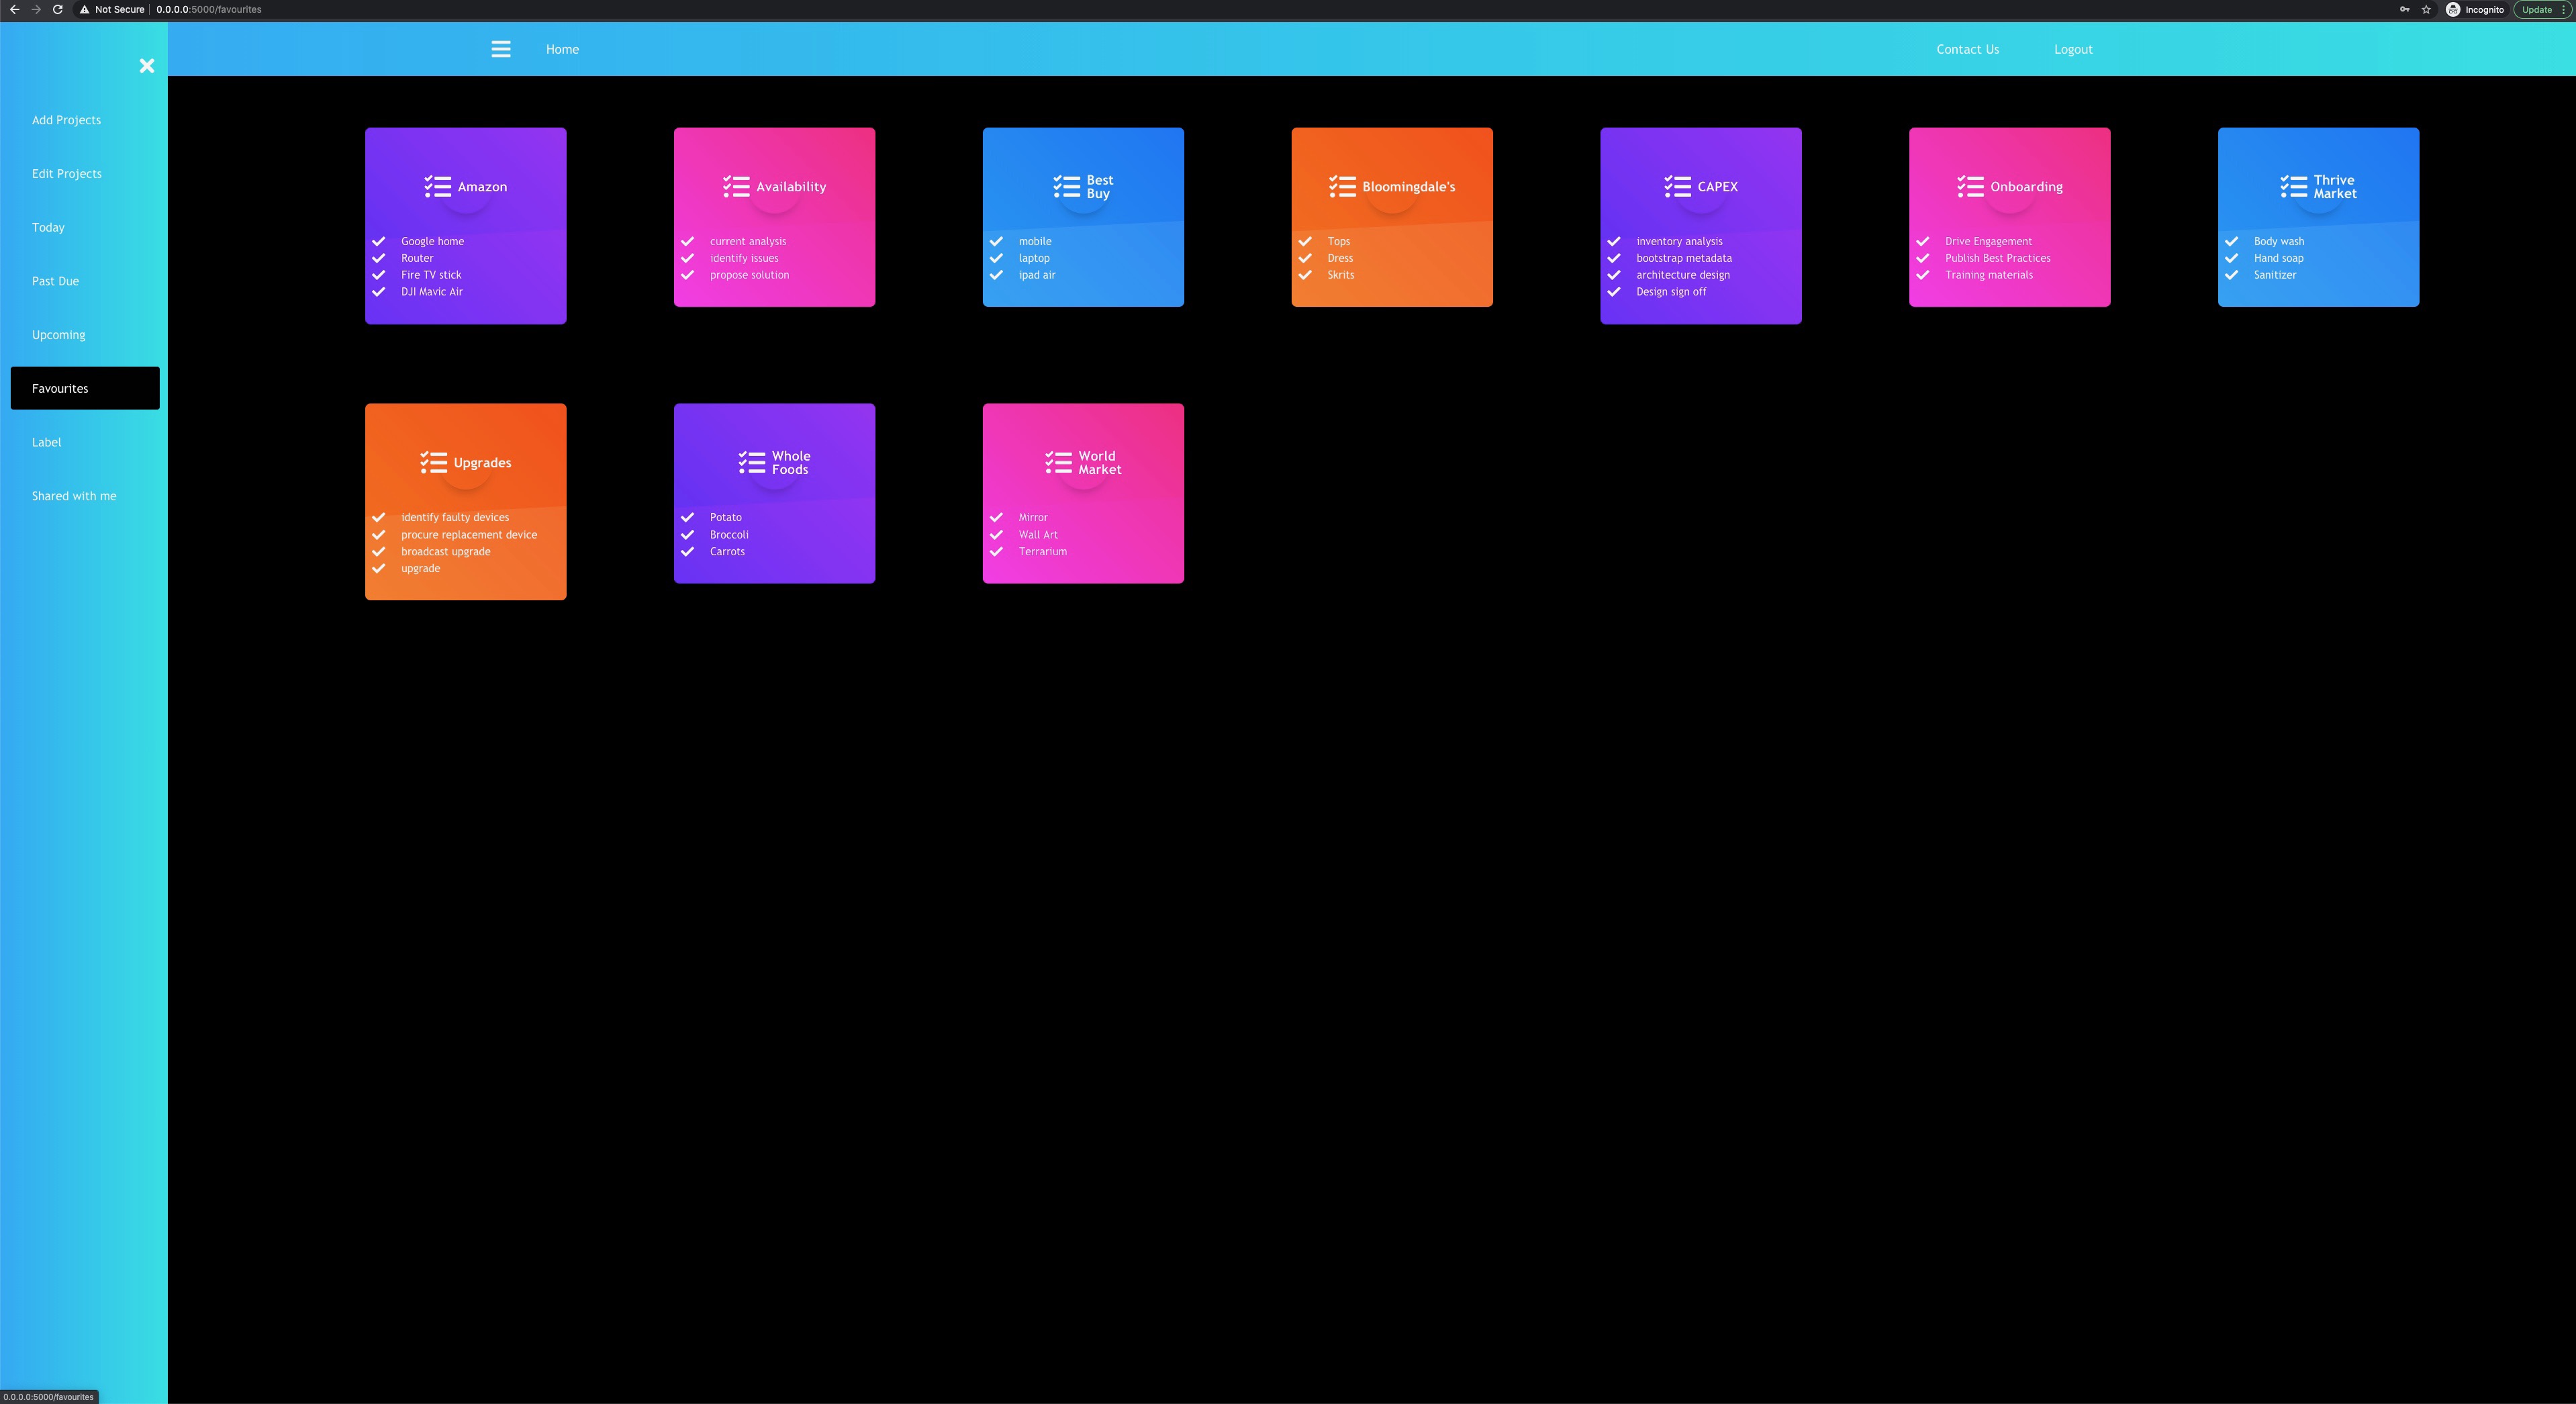 Not Secure
0.0.0.0:5000/favourites
Incognito
Update
Home
Contact Us
Logout
Add Projects
Edit Projects
Today
Past Due
Upcoming
Favourites
Label
Shared with me
Amazon
Google home
Router
Fire TV stick
DJI Mavic Air
Availability
current analysis
identify issues
propose solution
Best
Buy
mobile
laptop
ipad air
Bloomingdale's
Tops
Dress
Skrits
CAPEX
inventory analysis
bootstrap metadata
architecture design
Design sign off
Onboarding
Drive Engagement
Publish Best Practices
Training materials
Thrive
Market
Body wash
Hand soap
Sanitizer
Upgrades
identify faulty devices
procure replacement device
broadcast upgrade
upgrade
Whole
Foods
Potato
Broccoli
Carrots
World
Market
Mirror
Wall Art
Terrarium
0.0.0.0:5000/favourites